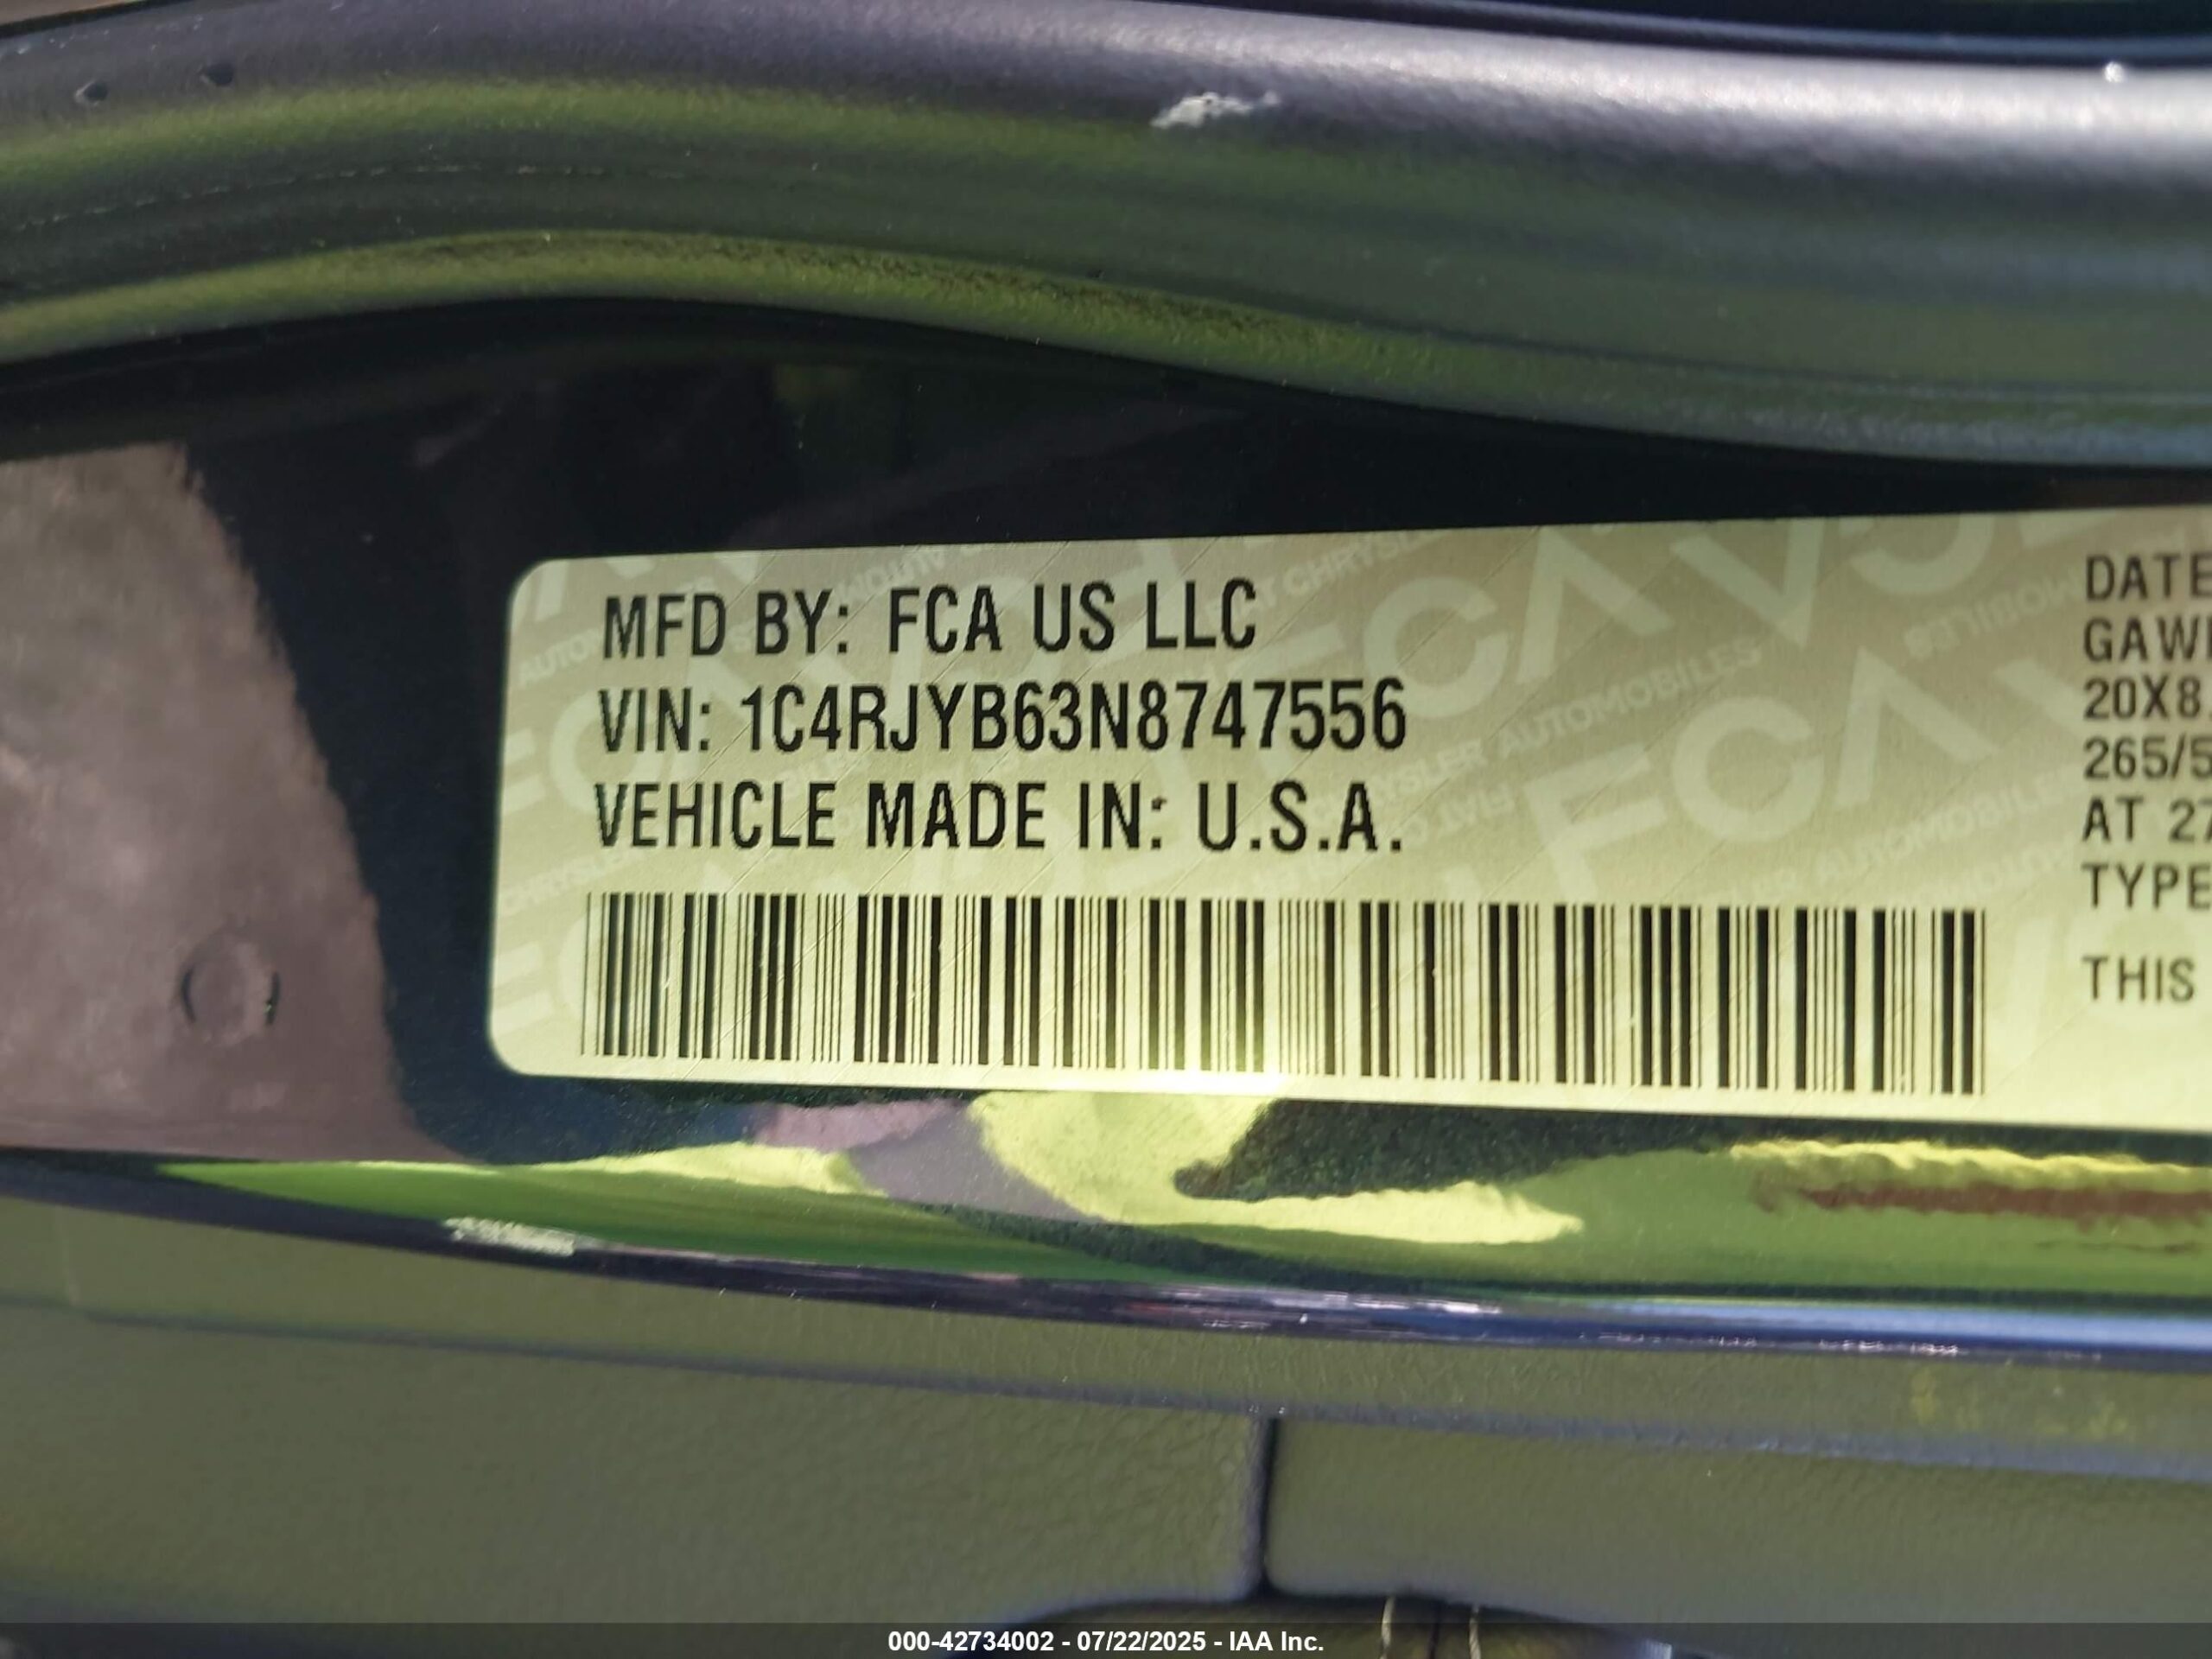 MFD BY: FCA US LLC
VIN: 1C4RJYB63N8747556
VEHICLE MADE IN: U.S.A.
DATE
GAW
20X8.
265/5
AT 27
TYPE
THIS
000-42734002 - 07/22/2025 - IAA Inc.